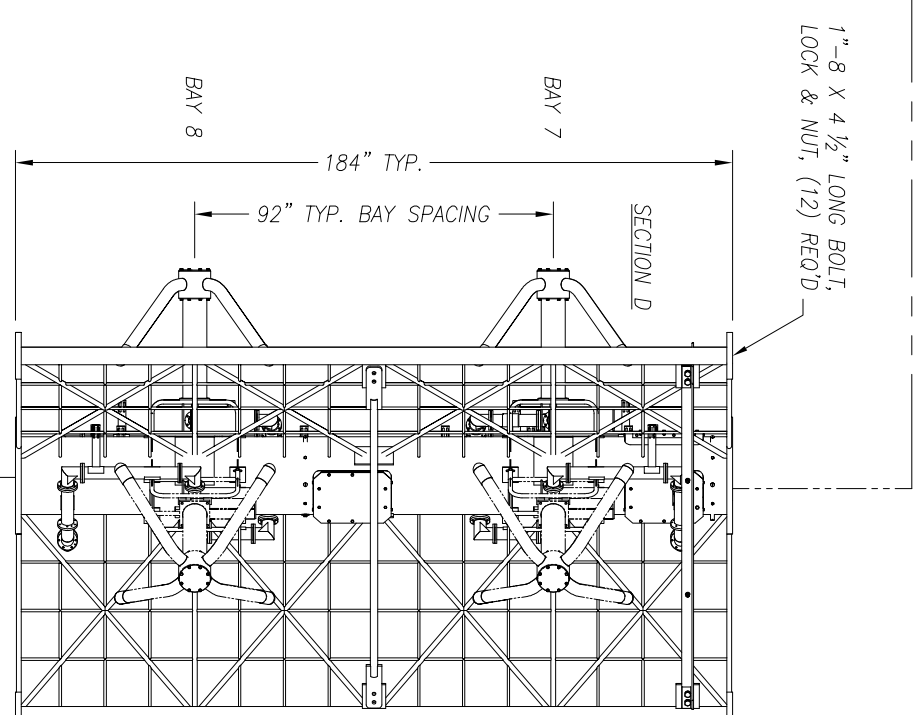 1"-8 X 4 1/2" LONG BOLT,
LOCK & NUT, (12) REQ'D
BAY 8
BAY 7
184" TYP.
92" TYP. BAY SPACING
SECTION D